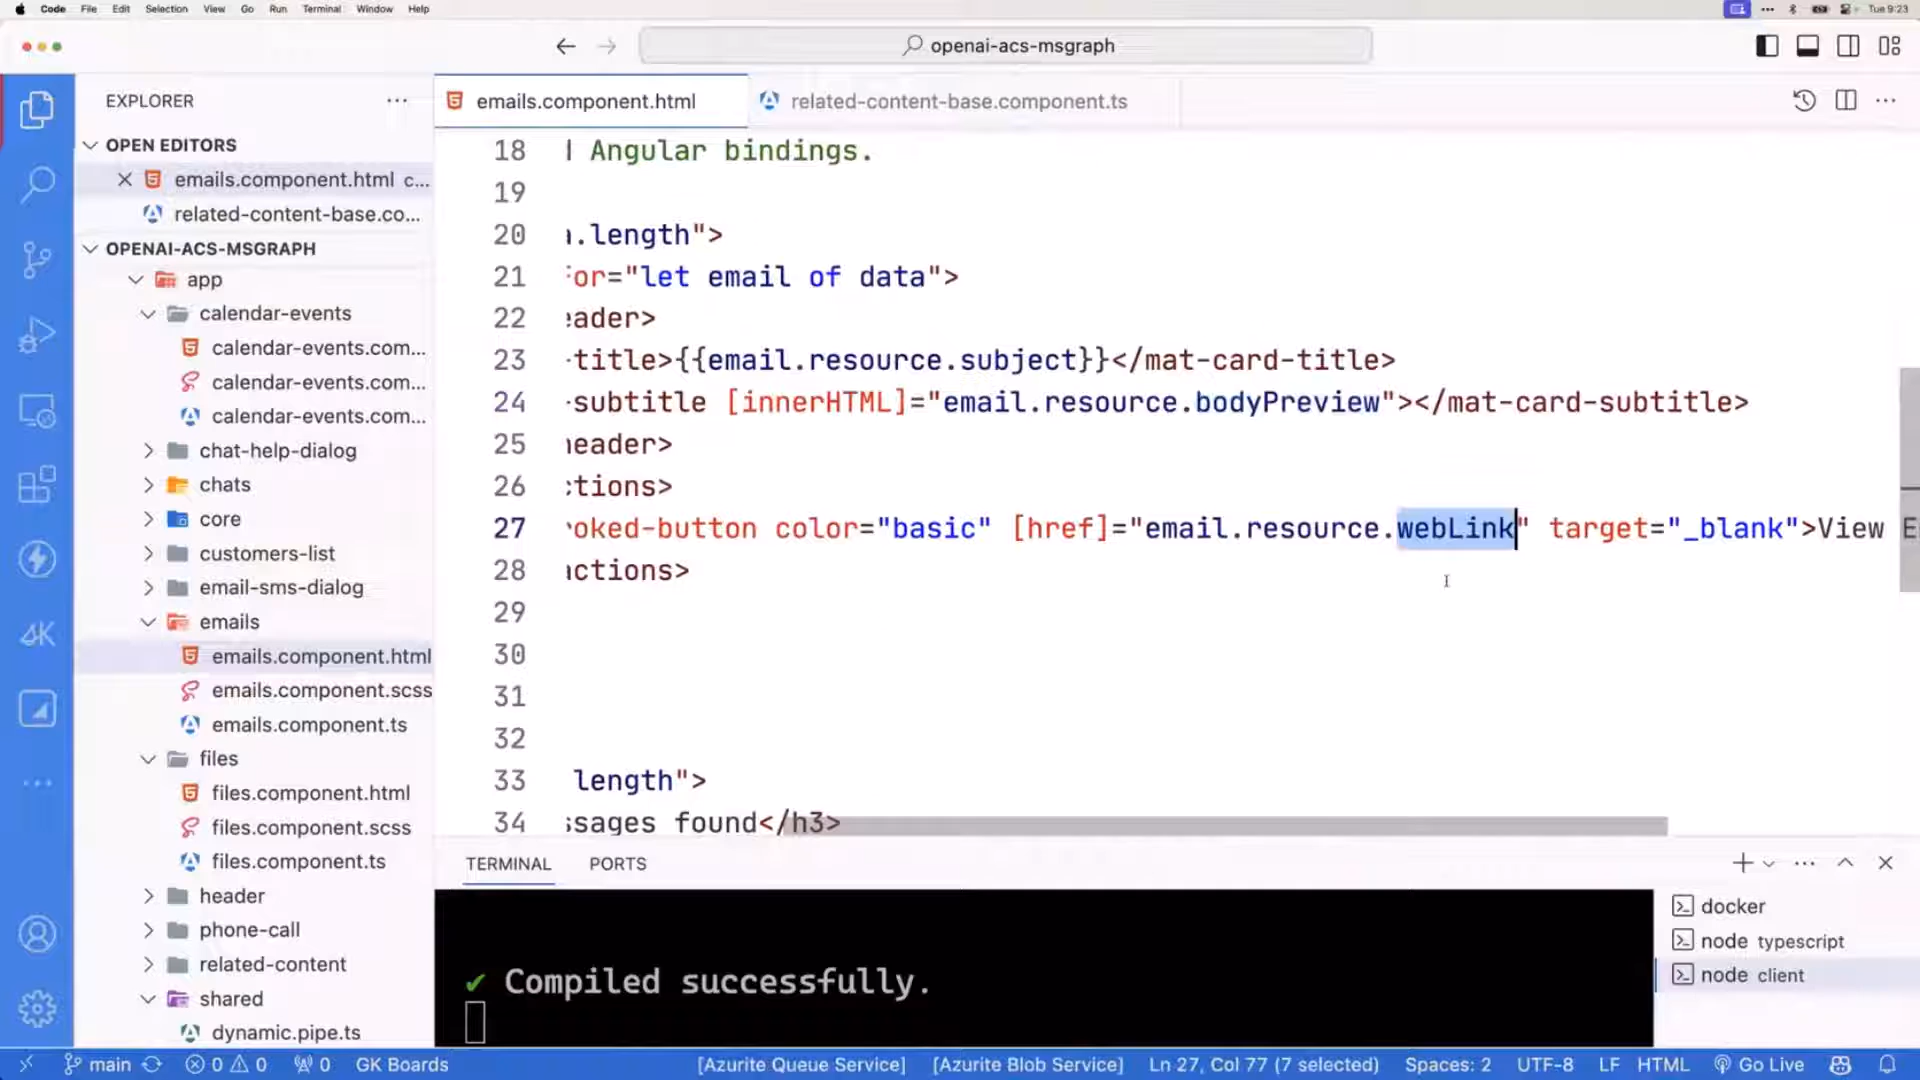 Code File Edit Selection View Go Run Terminal Window Help
Tue 9:23
openai-acs-msgraph
EXPLORER
OPEN EDITORS
emails.component.html c...
related-content-base.co...
OPENAI-ACS-MSGRAPH
app
calendar-events
calendar-events.com...
calendar-events.com...
calendar-events.com...
chat-help-dialog
chats
core
customers-list
email-sms-dialog
emails
emails.component.html
emails.component.scss
emails.component.ts
files
files.component.html
files.component.scss
files.component.ts
header
phone-call
related-content
shared
dynamic.pipe.ts
emails.component.html
related-content-base.component.ts
18 Angular bindings.
19
20 .length">
21 or="let email of data">
22 ader>
23 -title>{{email.resource.subject}}</mat-card-title>
24 -subtitle [innerHTML]="email.resource.bodyPreview"></mat-card-subtitle>
25 eader>
26 tions>
27 oked-button color="basic" [href]="email.resource.webLink" target="_blank">View E
28 ctions>
29
30
31
32
33 length">
34 ssages found</h3>
TERMINAL PORTS
✔ Compiled successfully.
docker
node typescript
node client
main 0 0 0 GK Boards [Azurite Queue Service] [Azurite Blob Service] Ln 27, Col 77 (7 selected) Spaces: 2 UTF-8 LF HTML Go Live